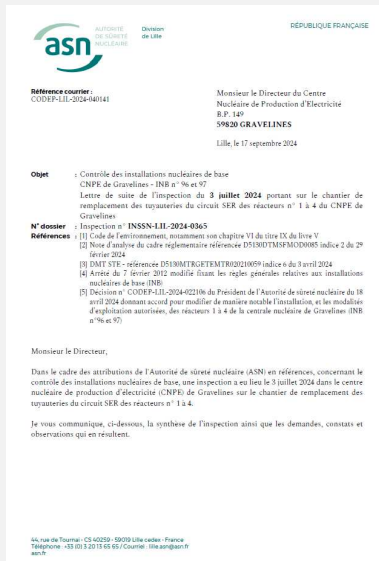 RÉPUBLIQUE FRANÇAISE
asn
AUTORITÉ
DE SÛRETÉ
NUCLÉAIRE
Division
de Lille
Référence courrier :
CODEP-LIL-2024-040141
Monsieur le Directeur du Centre
Nucléaire de Production d'Electricité
B.P. 149
59820 GRAVELINES
Lille, le 17 septembre 2024
Objet : Contrôle des installations nucléaires de base
CNPE de Gravelines - INB n° 96 et 97
Lettre de suite de l'inspection du 3 juillet 2024 portant sur le chantier de
remplacement des tuyauteries du circuit SER des réacteurs n° 1 à 4 du CNPE de
Gravelines
N° dossier : Inspection n° INSSN-LIL-2024-0365
Références : [1] Code de l'environnement, notamment son chapitre VI du titre IX du livre V
[2] Note d'analyse du cadre réglementaire référencée D5130DTMSFMOD0085 indice 2 du 29
février 2024
[3] DMT STE - référencée D5130MTRGETEMTR02021005® indice 6 du 3 avril 2024
[4] Arrêté du 7 février 2012 modifié fixant les règles générales relatives aux installations
nucléaires de base (INB)
[5] Décision n° CODEP-LIL-2024-022106 du Président de l'Autorité de sûreté nucléaire du 18
avril 2024 donnant accord pour modifier de manière notable l'installation, et les modalités
d'exploitation autorisées, des réacteurs 1 à 4 de la centrale nucléaire de Gravelines (INB
n°96 et 97)
Monsieur le Directeur,
Dans le cadre des attributions de l'Autorité de sûreté nucléaire (ASN) en références, concernant le
contrôle des installations nucléaires de base, une inspection a eu lieu le 3 juillet 2024 dans le centre
nucléaire de production d'électricité (CNPE) de Gravelines sur le chantier de remplacement des
tuyauteries du circuit SER des réacteurs n° 1 à 4.
Je vous communique, ci-dessous, la synthèse de l'inspection ainsi que les demandes, constats et
observations qui en résultent.
44, rue de Tournai - CS 40259 - 59019 Lille cedex - France
Téléphone : +33 (0) 3 20 13 65 65 / Courriel : lille.asn@asn.fr
asn.fr